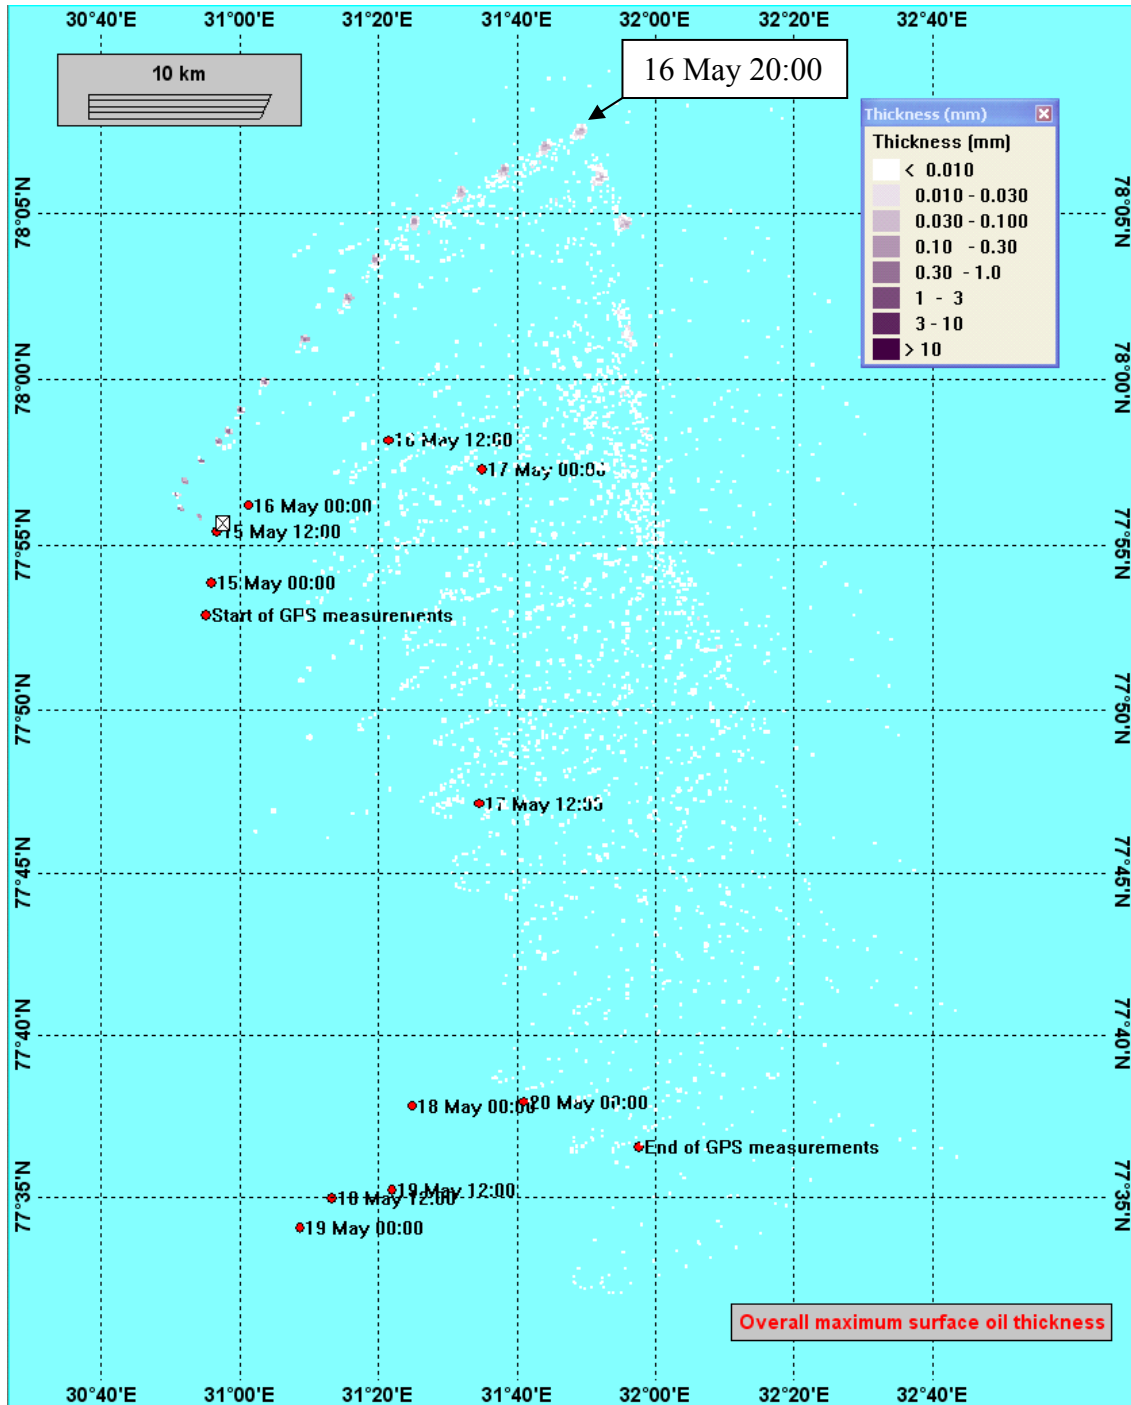 30°40'E 31°00'E 31°20'E 31°40'E 32°00'E 32°20'E 32°40'E
10 km
16 May 20:00
Thickness (mm)
Thickness (mm)
< 0.010
0.010 - 0.030
0.030 - 0.100
0.10 - 0.30
0.30 - 1.0
1 - 3
3 - 10
> 10
78°05'N 78°05'N
78°00'N 78°00'N
16 May 12:00
17 May 00:00
16 May 00:00
15 May 12:00
77°55'N 77°55'N
15 May 00:00
Start of GPS measurements
77°50'N 77°50'N
17 May 12:00
77°45'N 77°45'N
77°40'N 77°40'N
18 May 00:00
20 May 00:00
End of GPS measurements
19 May 12:00
18 May 12:00
77°35'N 77°35'N
19 May 00:00
Overall maximum surface oil thickness
30°40'E 31°00'E 31°20'E 31°40'E 32°00'E 32°20'E 32°40'E